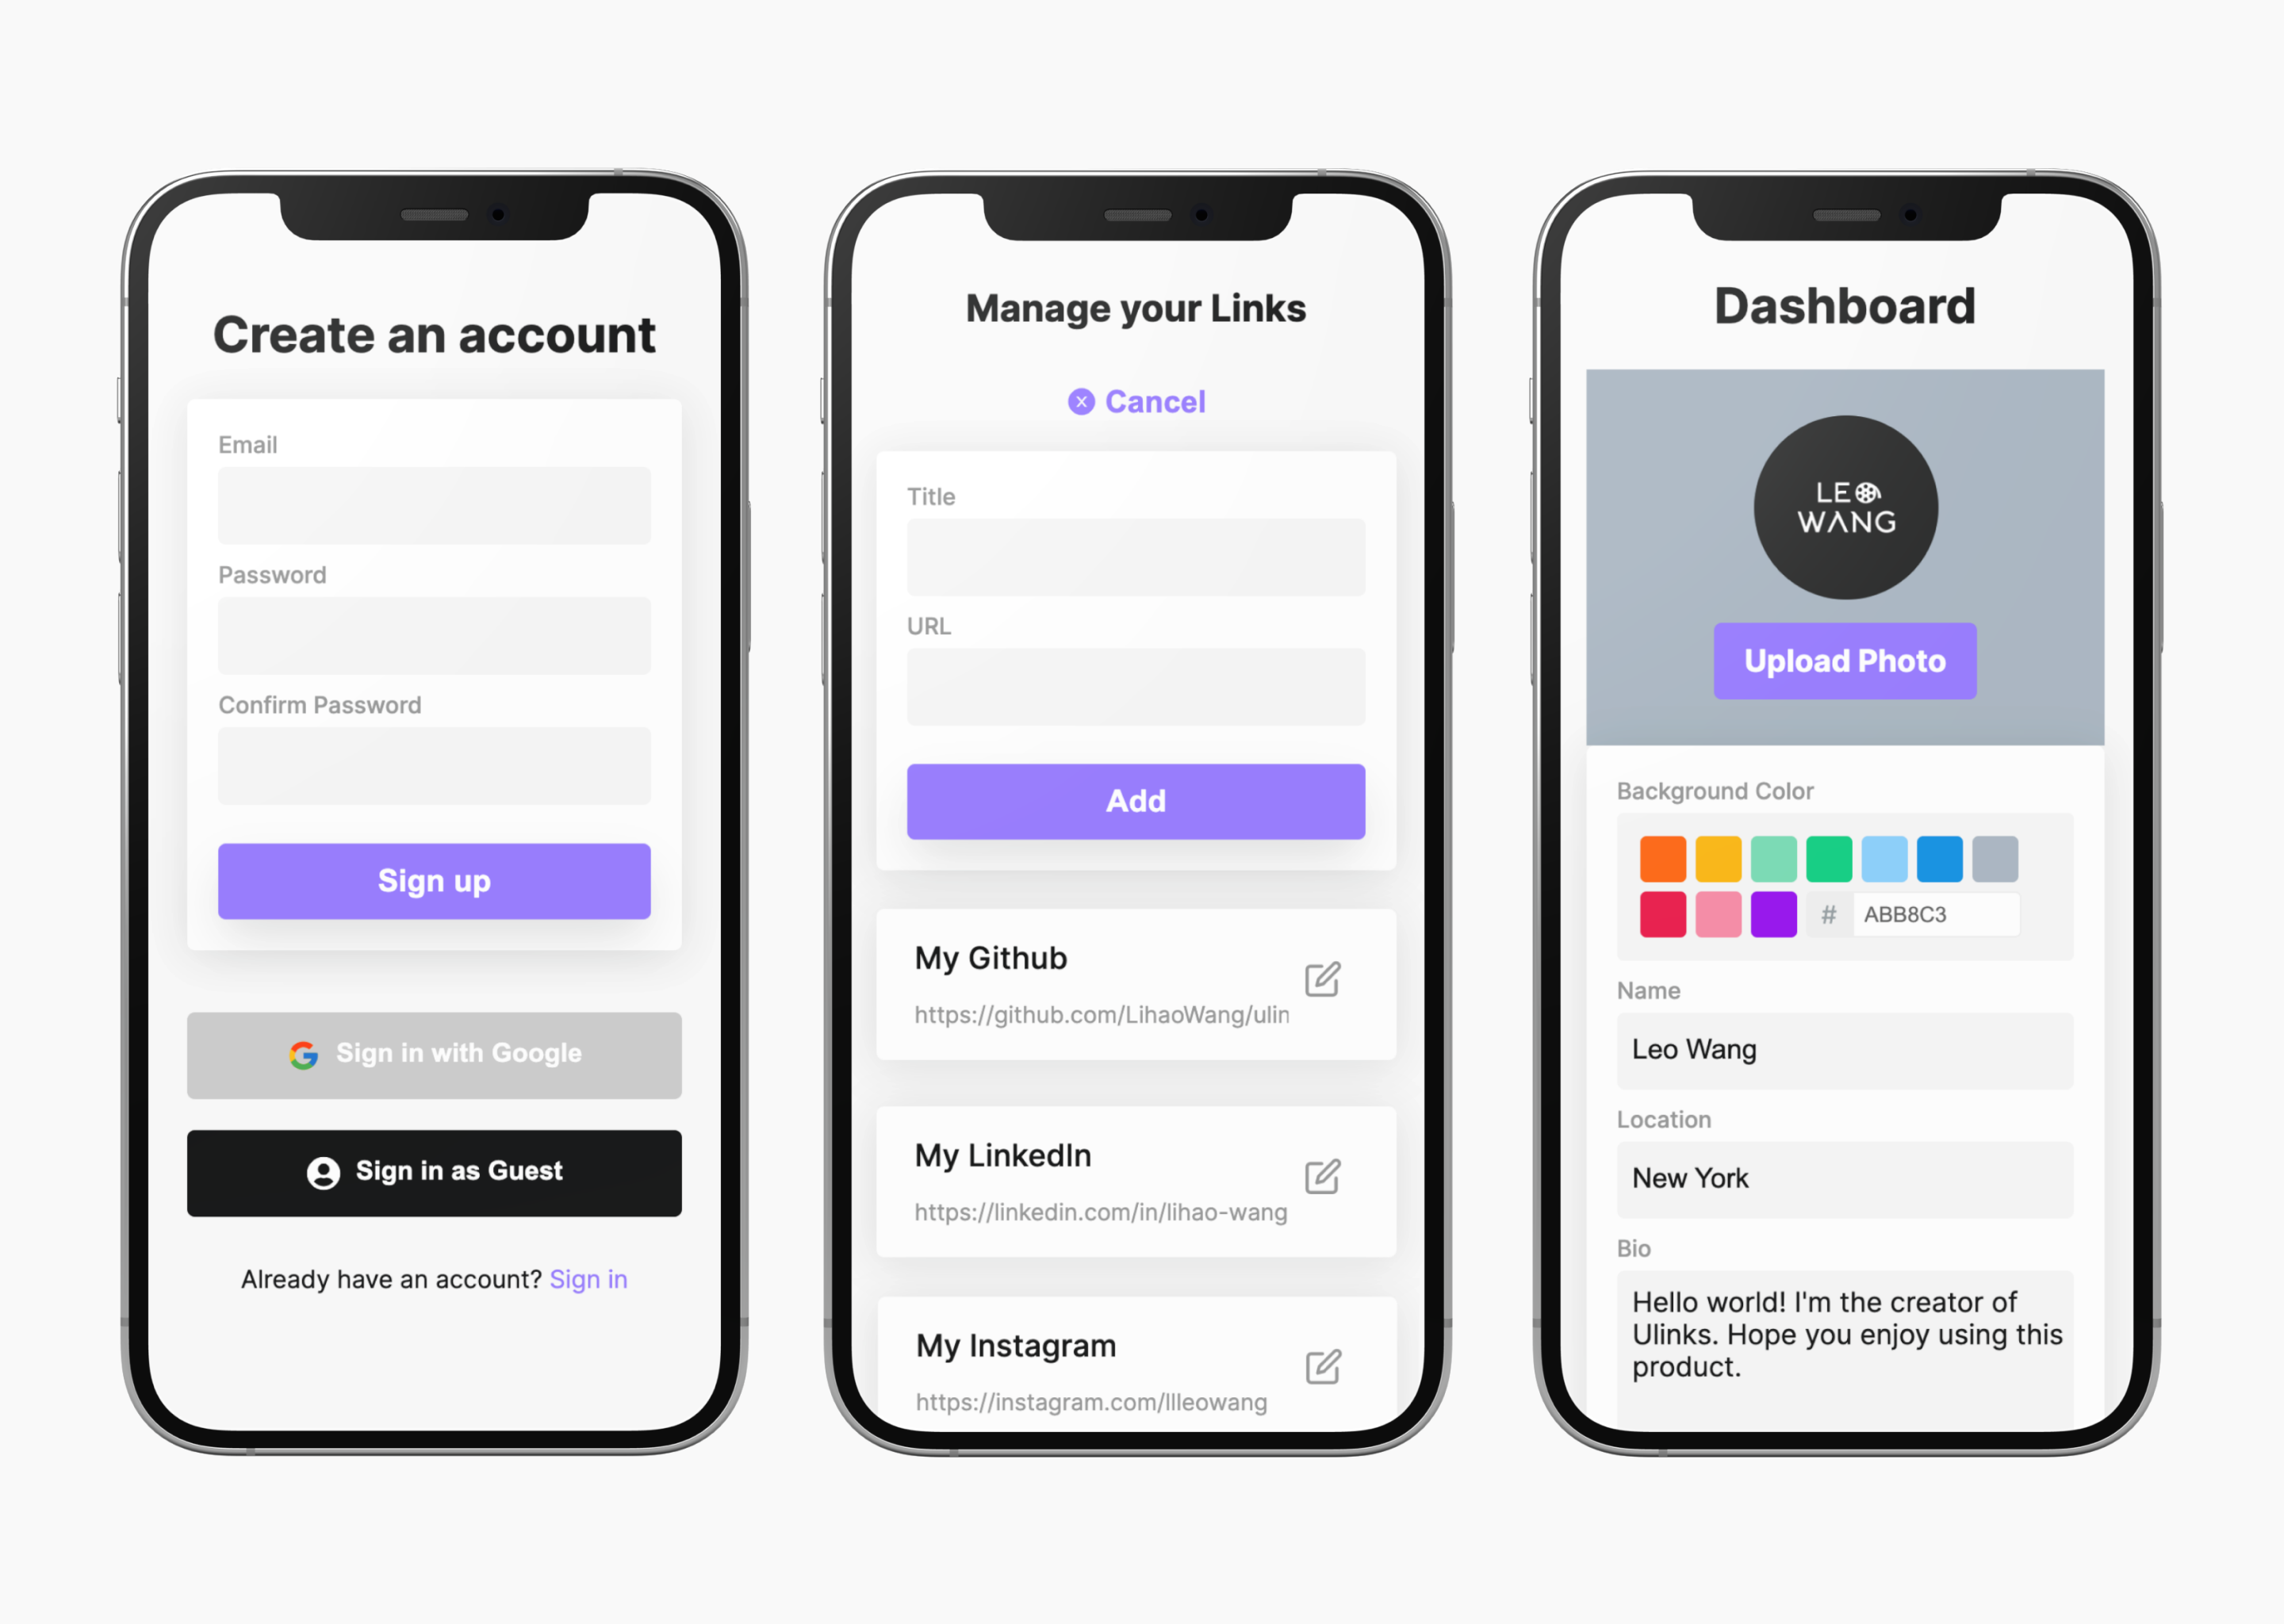 Create an account
Email
Password
Confirm Password
Sign up
Sign in with Google
Sign in as Guest
Already have an account? Sign in
Manage your Links
Cancel
Title
URL
Add
My Github
https://github.com/LihaoWang/ulin
My LinkedIn
https://linkedin.com/in/lihao-wang
My Instagram
https://instagram.com/llleowang
Dashboard
LEO
WANG
Upload Photo
Background Color
# ABB8C3
Name
Leo Wang
Location
New York
Bio
Hello world! I'm the creator of
Ulinks. Hope you enjoy using this
product.